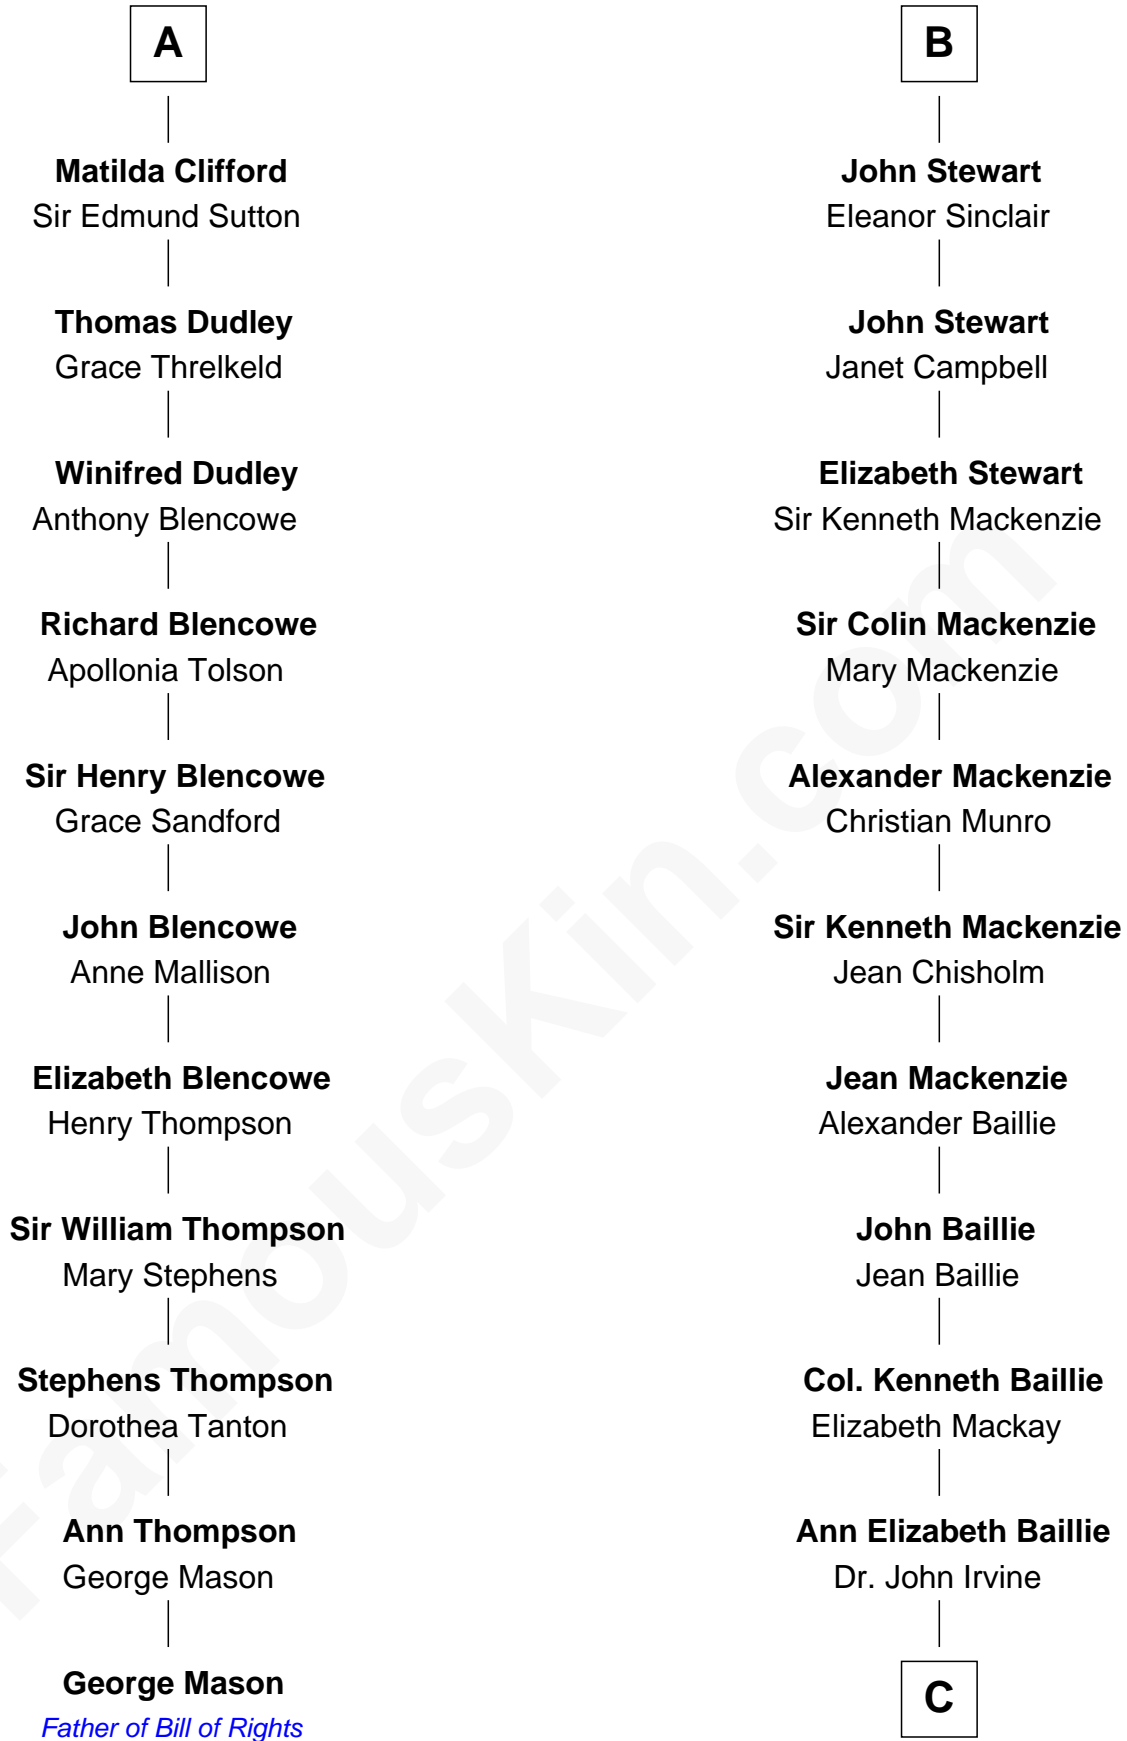 A
Matilda Clifford
Sir Edmund Sutton
Thomas Dudley
Grace Threlkeld
Winifred Dudley
Anthony Blencowe
Richard Blencowe
Apollonia Tolson
Sir Henry Blencowe
Grace Sandford
John Blencowe
Anne Mallison
Elizabeth Blencowe
Henry Thompson
Sir William Thompson
Mary Stephens
Stephens Thompson
Dorothea Tanton
Ann Thompson
George Mason
George Mason
Father of Bill of Rights
B
John Stewart
Eleanor Sinclair
John Stewart
Janet Campbell
Elizabeth Stewart
Sir Kenneth Mackenzie
Sir Colin Mackenzie
Mary Mackenzie
Alexander Mackenzie
Christian Munro
Sir Kenneth Mackenzie
Jean Chisholm
Jean Mackenzie
Alexander Baillie
John Baillie
Jean Baillie
Col. Kenneth Baillie
Elizabeth Mackay
Ann Elizabeth Baillie
Dr. John Irvine
C
FamousKin.com